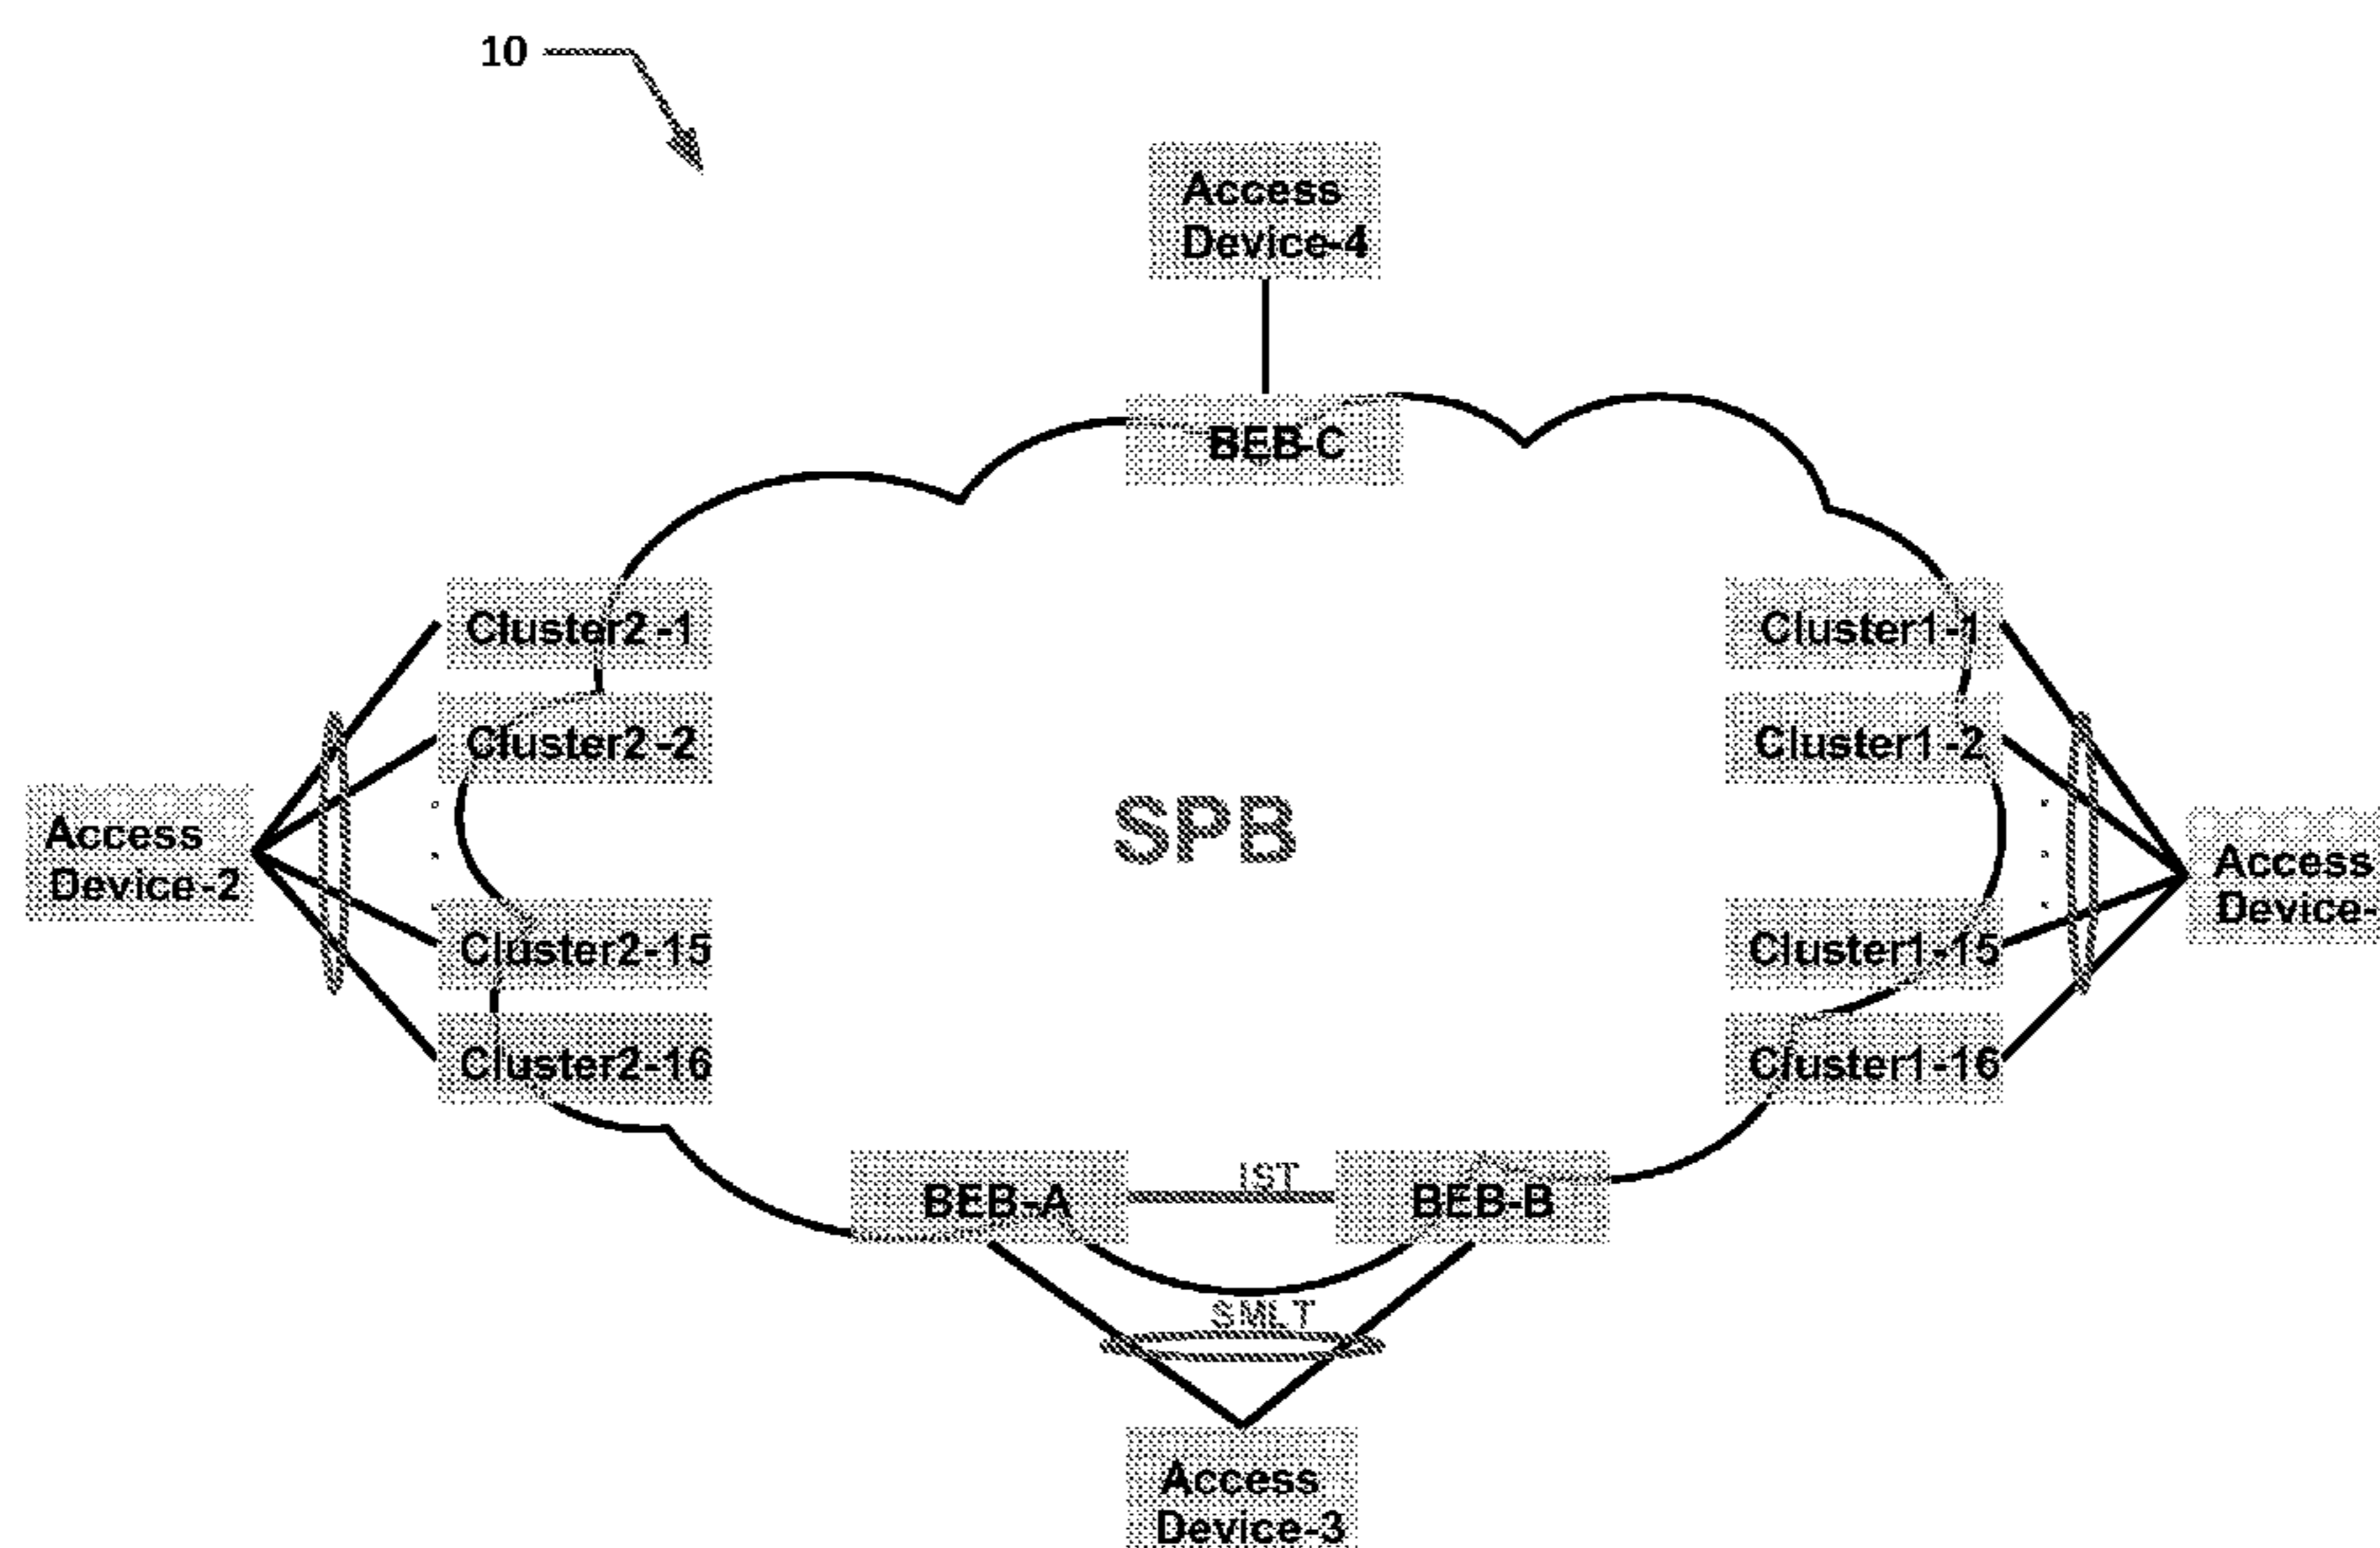 10
Access
Device-4
BEB-C
Cluster2-1
Cluster1-1
Cluster2-2
Cluster1-2
SPB
Access
Device-2
Access
Device-
Cluster2-15
Cluster1-15
Cluster2-16
Cluster1-16
IST
BEB-A
BEB-B
SMLT
Access
Device-3